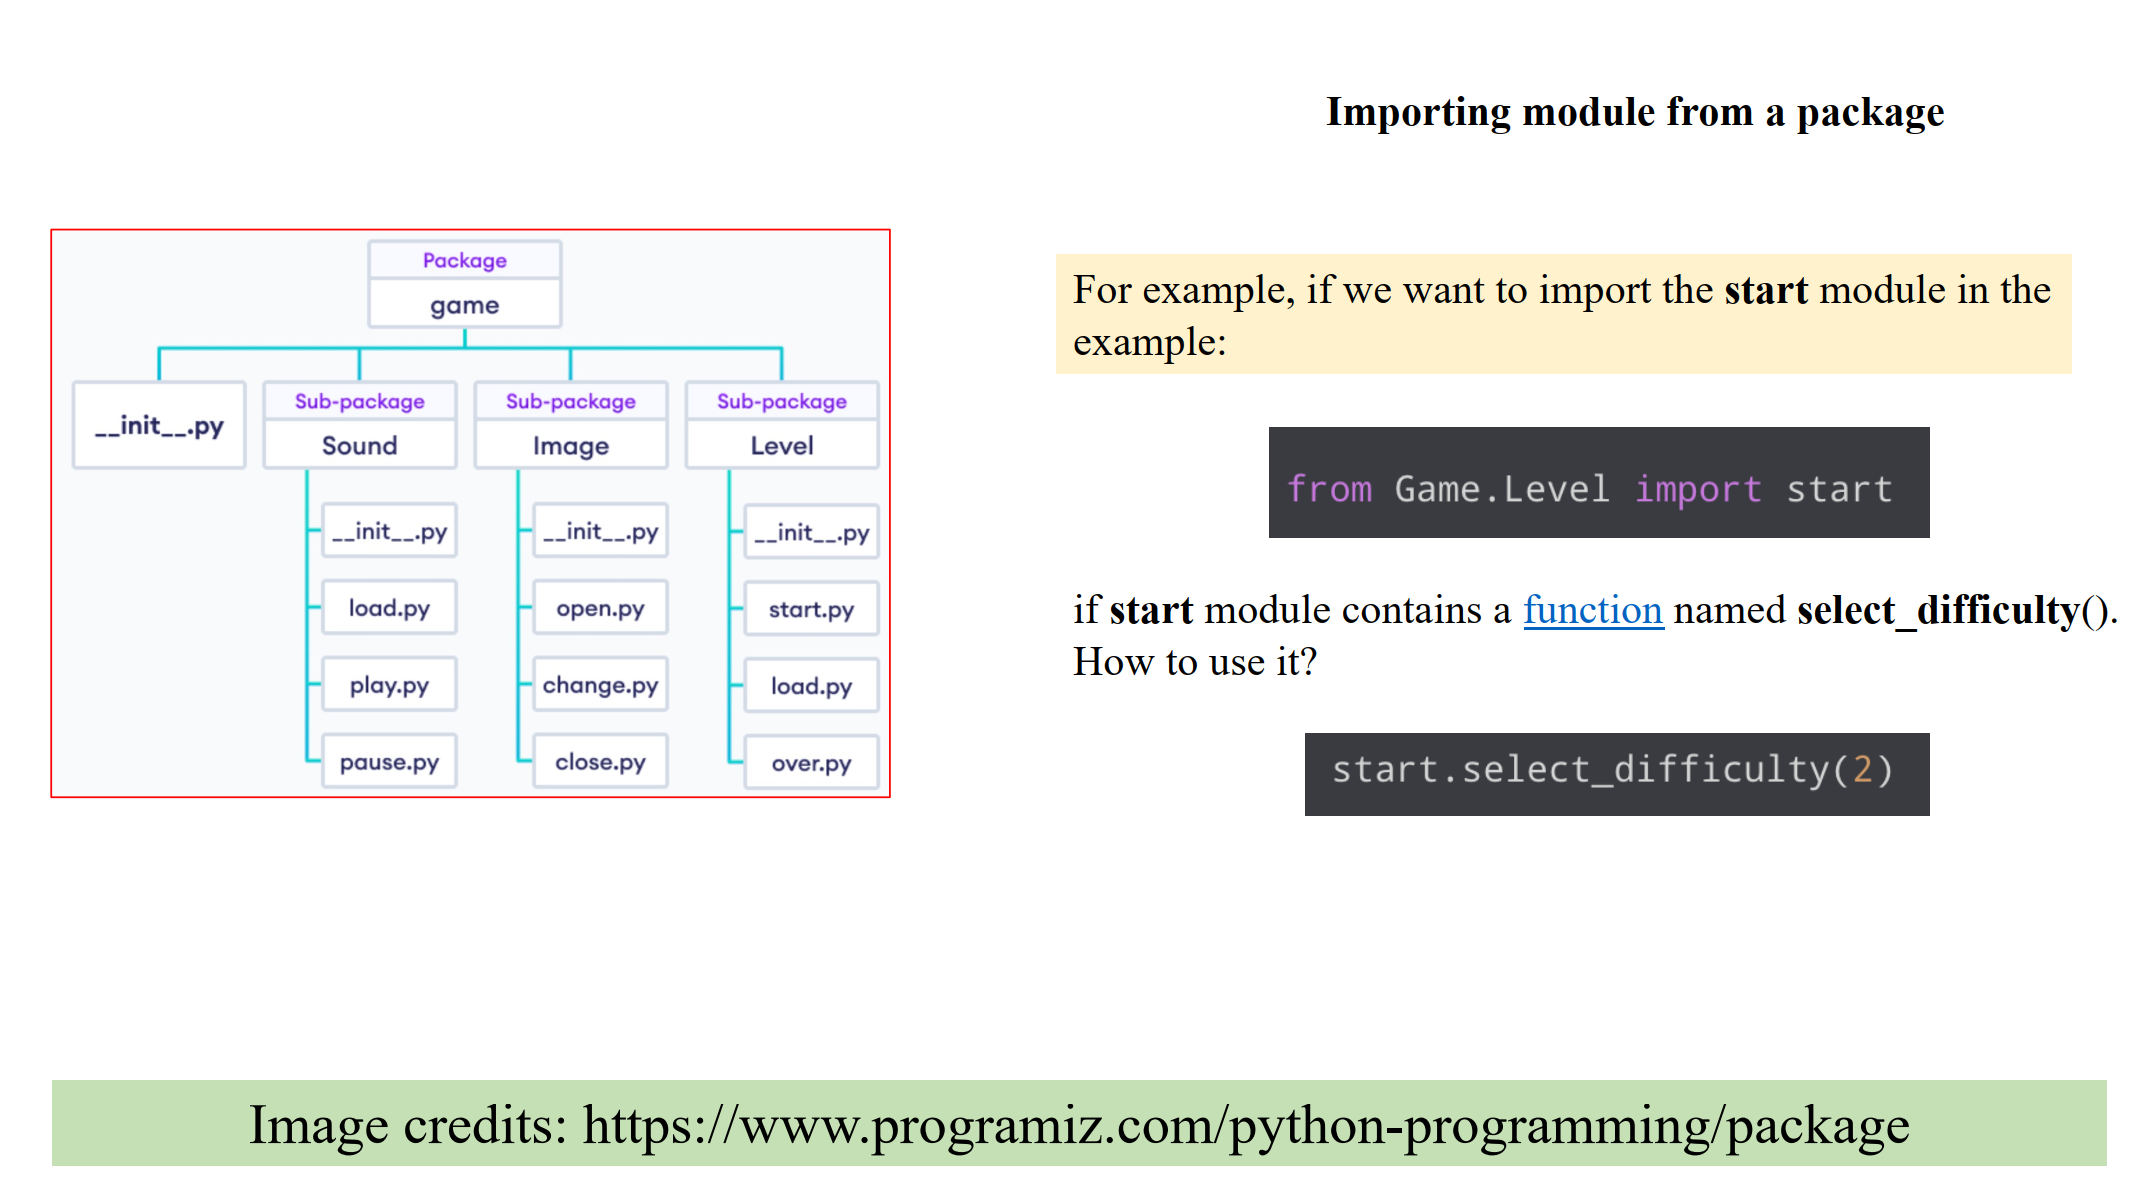 Importing module from a package
Package
game
__init__.py
Sub-package
Sound
Sub-package
Image
Sub-package
Level
__init__.py
load.py
play.py
pause.py
__init__.py
open.py
change.py
close.py
__init__.py
start.py
load.py
over.py
For example, if we want to import the start module in the
example:
from Game.Level import start
if start module contains a function named select_difficulty().
How to use it?
start.select_difficulty(2)
Image credits: https://www.programiz.com/python-programming/package